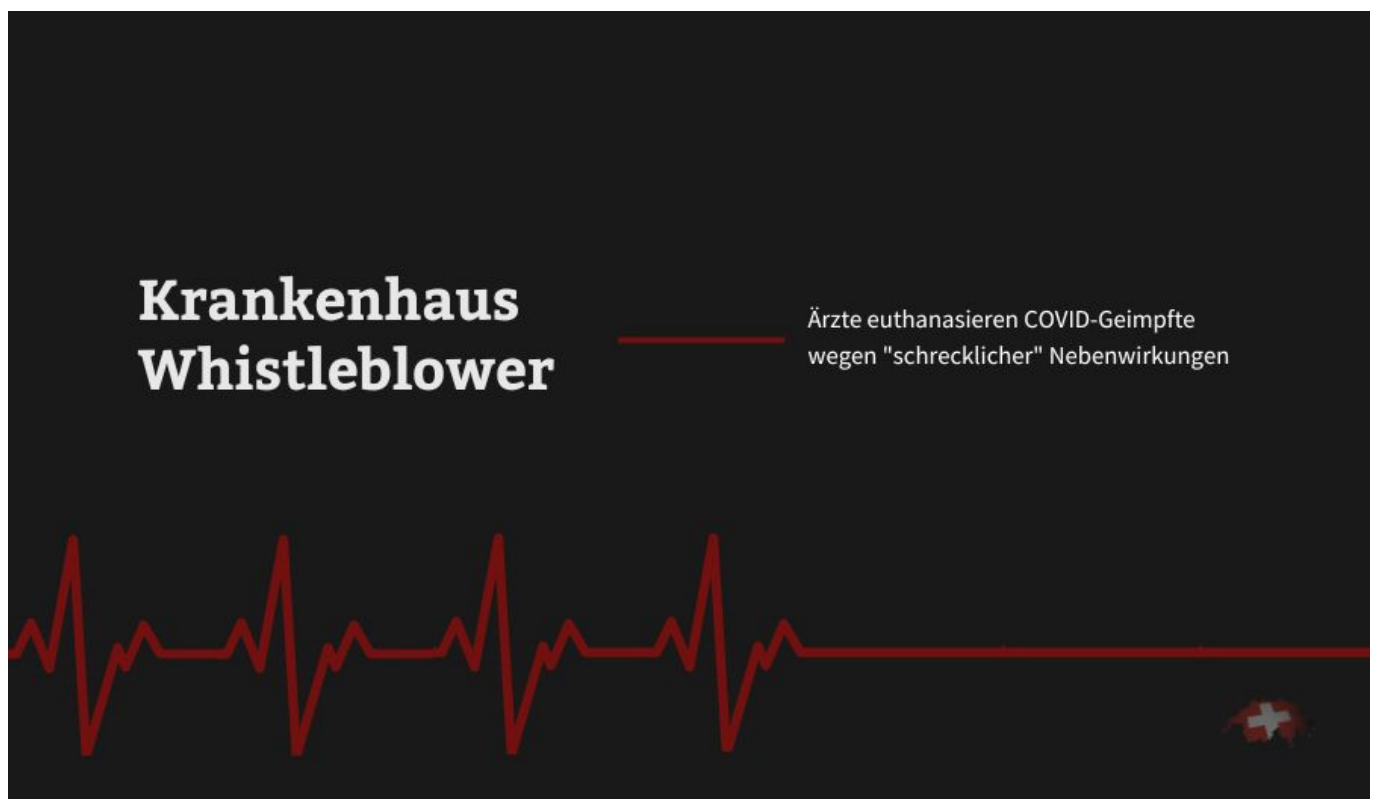 Krankenhaus
Whistleblower
Ärzte euthanasieren COVID-Geimpfte
wegen "schrecklicher" Nebenwirkungen